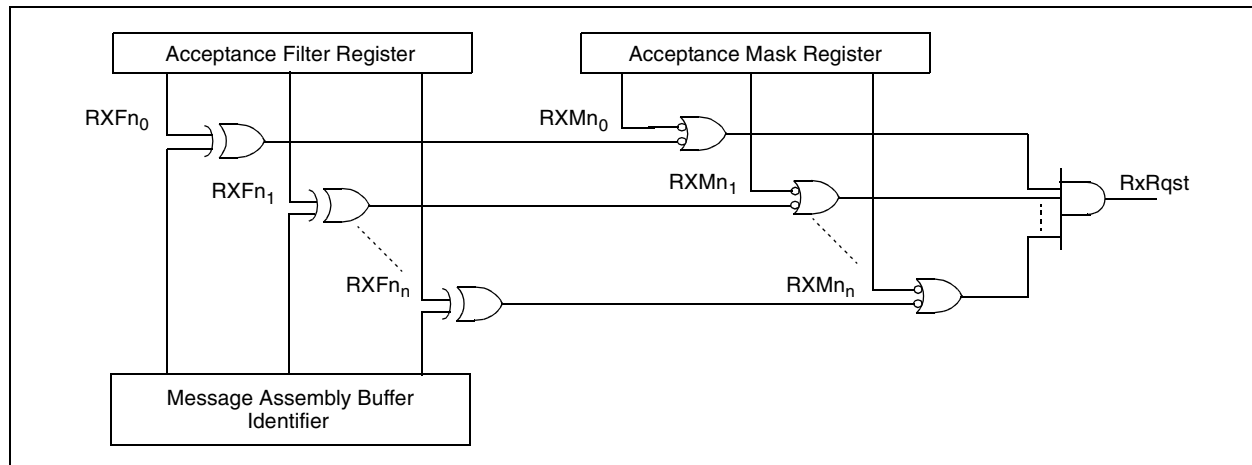 Acceptance Filter Register
Acceptance Mask Register
RXFn0
RXMn0
RXFn1
RXMn1
RxRqst
RXFnn
RXMnn
Message Assembly Buffer
Identifier